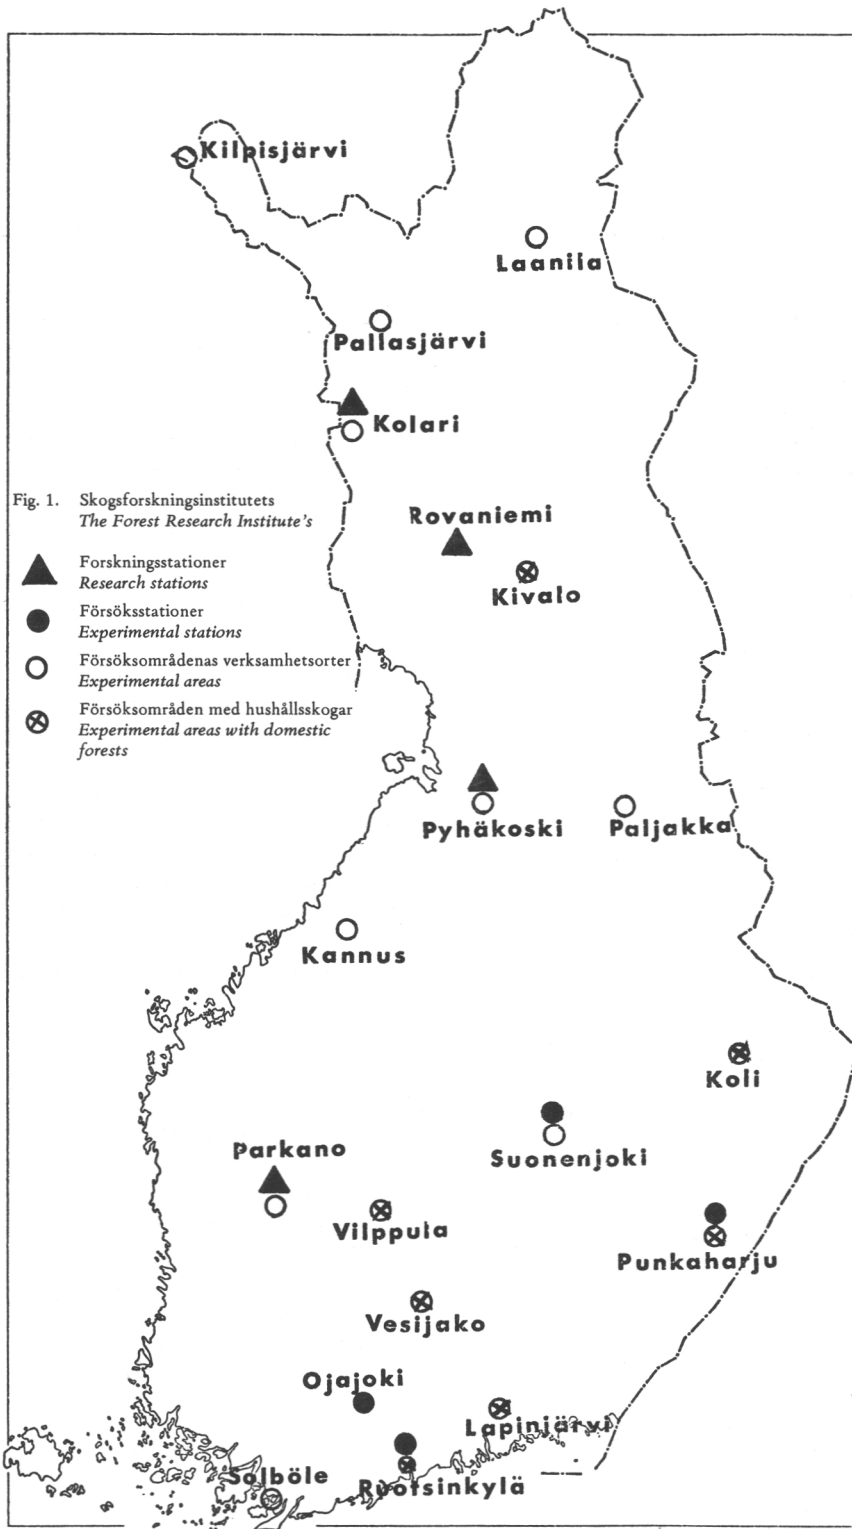 Kilpisjärvi
Laanila
Pallasjärvi
Kolari
Fig. 1. Skogsforskningsinstitutets
The Forest Research Institute's
Rovaniemi
Forskningsstationer
Research stations
Kivalo
Försöksstationer
Experimental stations
Försöksområdenas verksamhetsorter
Experimental areas
Försöksområden med hushållsskogar
Experimental areas with domestic
forests
Pyhäkoski
Paljakka
Kannus
Koli
Parkano
Suonenjoki
Vilppula
Punkaharju
Vesijako
Ojajoki
Lapinjärvi
Solböle
Ruotsinkylä